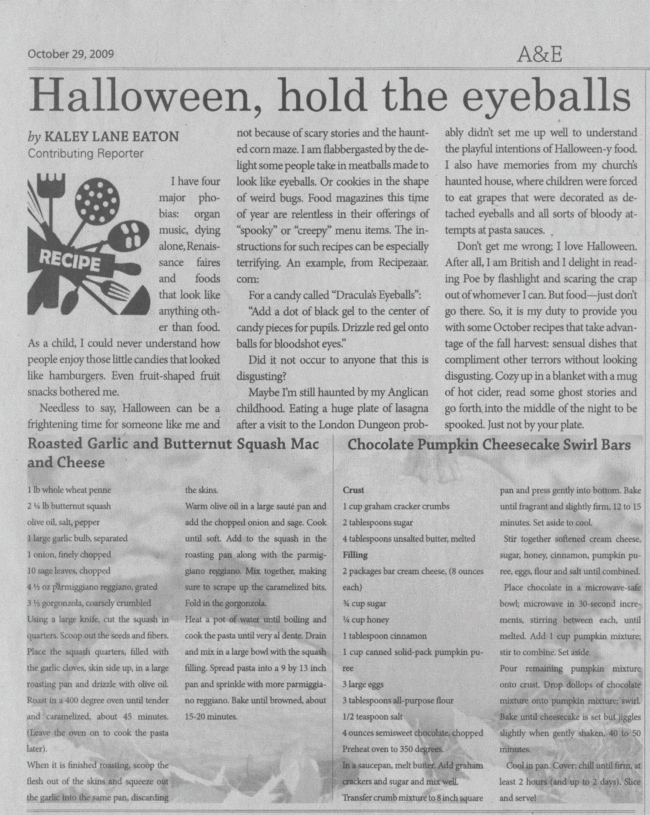 October 29, 2009
A&E
Halloween, hold the eyeballs
by KALEY LANE EATON
Contributing Reporter
RECIPE
I have four
major pho-
bias: organ
music, dying
alone, Renais-
sance faires
and foods
that look like
anything oth-
er than food.
As a child, I could never understand how
people enjoy those little candies that looked
like hamburgers. Even fruit-shaped fruit
snacks bothered me.
Needless to say, Halloween can be a
frightening time for someone like me and
not because of scary stories and the haunt-
ed corn maze. I am flabbergasted by the de-
light some people take in meatballs made to
look like eyeballs. Or cookies in the shape
of weird bugs. Food magazines this time
of year are relentless in their offerings of
"spooky" or "creepy" menu items. The in-
structions for such recipes can be especially
terrifying. An example, from Recipezaar.
com:
For a candy called "Dracula's Eyeballs":
"Add a dot of black gel to the center of
candy pieces for pupils. Drizzle red gel onto
balls for bloodshot eyes."
Did it not occur to anyone that this is
disgusting?
Maybe I'm still haunted by my Anglican
childhood. Eating a huge plate of lasagna
after a visit to the London Dungeon prob-
ably didn't set me up well to understand
the playful intentions of Halloween-y food.
I also have memories from my church's
haunted house, where children were forced
to eat grapes that were decorated as de-
tached eyeballs and all sorts of bloody at-
tempts at pasta sauces.
Don't get me wrong; I love Halloween.
After all, I am British and I delight in read-
ing Poe by flashlight and scaring the crap
out of whomever I can. But food—just don't
go there. So, it is my duty to provide you
with some October recipes that take advan-
tage of the fall harvest: sensual dishes that
compliment other terrors without looking
disgusting. Cozy up in a blanket with a mug
of hot cider, read some ghost stories and
go forth into the middle of the night to be
spooked. Just not by your plate.
Roasted Garlic and Butternut Squash Mac
and Cheese
1 lb whole wheat penne
2 ¼ lb butternut squash
olive oil, salt, pepper
1 large garlic bulb, separated
1 onion, finely chopped
10 sage leaves, chopped
4 ½ oz parmiggiano reggiano, grated
3 ½ gorgonzola, coarsely crumbled
Using a large knife, cut the squash in
quarters. Scoop out the seeds and fibers.
Place the squash quarters, filled with
the garlic cloves, skin side up, in a large
roasting pan and drizzle with olive oil.
Roast in a 400 degree oven until tender
and caramelized, about 45 minutes.
(Leave the oven on to cook the pasta
later).
When it is finished roasting, scoop the
flesh out of the skins and squeeze out
the garlic into the same pan, discarding
the skins.
Warm olive oil in a large sauté pan and
add the chopped onion and sage. Cook
until soft. Add to the squash in the
roasting pan along with the parmig-
giano reggiano. Mix together, making
sure to scrape up the caramelized bits.
Fold in the gorgonzola.
Heat a pot of water until boiling and
cook the pasta until very al dente. Drain
and mix in a large bowl with the squash
filling. Spread pasta into a 9 by 13 inch
pan and sprinkle with more parmiggia-
no reggiano. Bake until browned, about
15-20 minutes.
Chocolate Pumpkin Cheesecake Swirl Bars
Crust
1 cup graham cracker crumbs
2 tablespoons sugar
4 tablespoons unsalted butter, melted
Filling
2 packages bar cream cheese, (8 ounces
each)
¾ cup sugar
¼ cup honey
1 tablespoon cinnamon
1 cup canned solid-pack pumpkin pu-
ree
3 large eggs
3 tablespoons all-purpose flour
1/2 teaspoon salt
4 ounces semisweet chocolate, chopped
Preheat oven to 350 degrees.
In a saucepan, melt butter. Add graham
crackers and sugar and mix well.
Transfer crumb mixture to 8 inch square
pan and press gently into bottom. Bake
until fragrant and slightly firm, 12 to 15
minutes. Set aside to cool.
Stir together softened cream cheese,
sugar, honey, cinnamon, pumpkin pu-
ree, eggs, flour and salt until combined.
Place chocolate in a microwave-safe
bowl; microwave in 30-second incre-
ments, stirring between each, until
melted. Add 1 cup pumpkin mixture;
stir to combine. Set aside.
Pour remaining pumpkin mixture
onto crust. Drop dollops of chocolate
mixture onto pumpkin mixture; swirl.
Bake until cheesecake is set but jiggles
slightly when gently shaken, 40 to 50
minutes.
Cool in pan. Cover; chill until firm, at
least 2 hours (and up to 2 days). Slice
and serve!